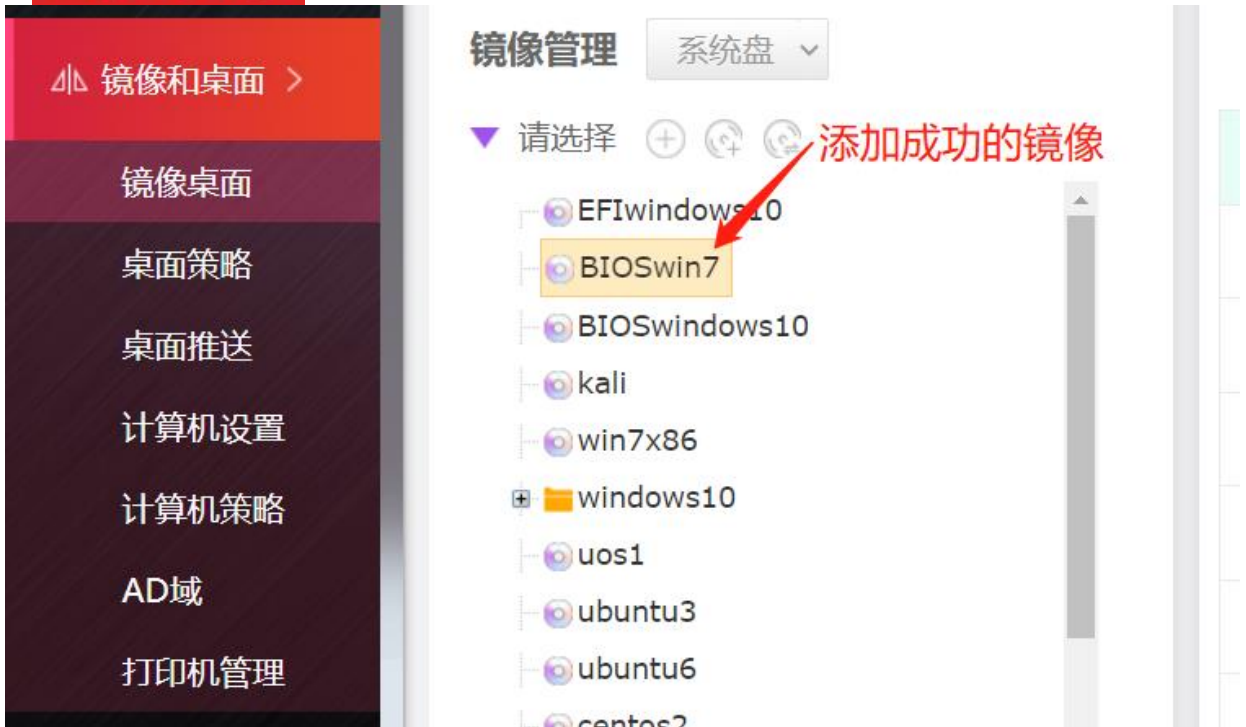 镜像和桌面
镜像桌面
桌面策略
桌面推送
计算机设置
计算机策略
AD域
打印机管理
镜像管理 系统盘
请选择
添加成功的镜像
EFIwindows10
BIOSwin7
BIOSwindows10
kali
win7x86
windows10
uos1
ubuntu3
ubuntu6
centos2